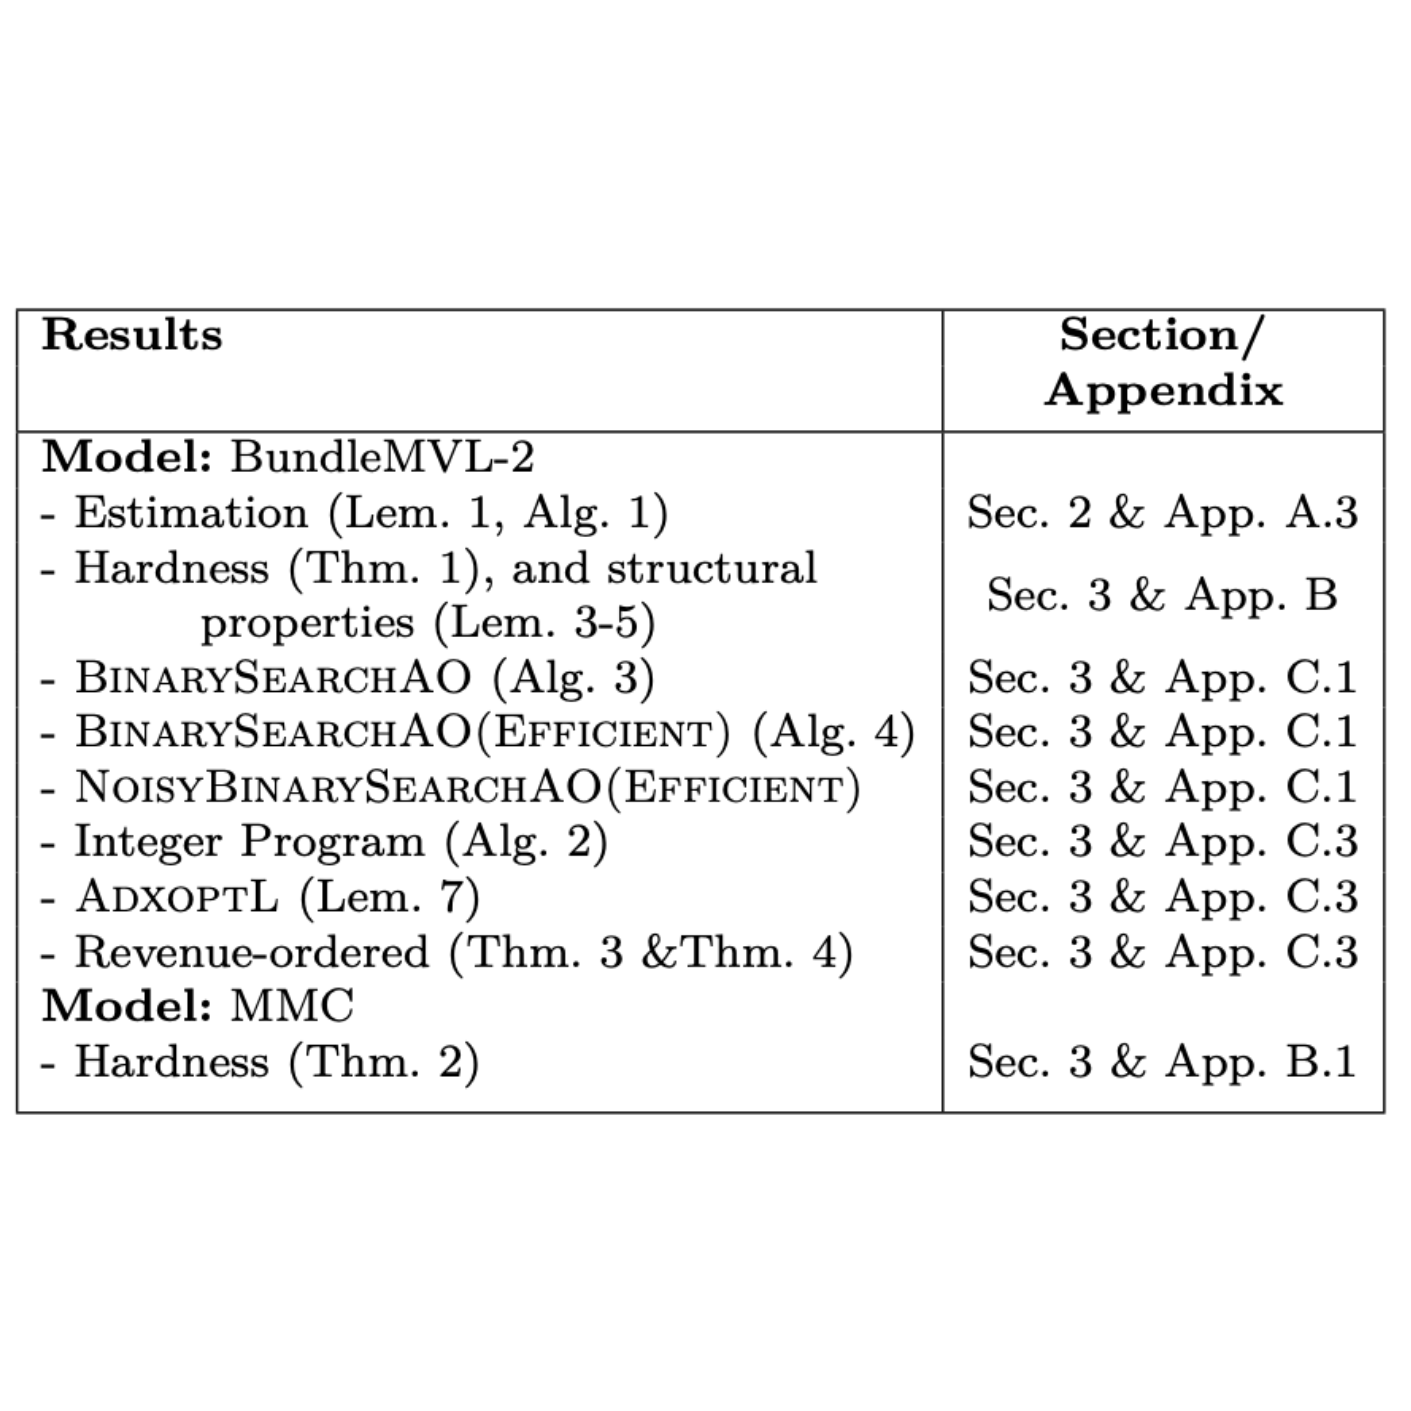 Results Section/
Appendix
Model: BundleMVL-2
- Estimation (Lem. 1, Alg. 1) Sec. 2 & App. A.3
- Hardness (Thm. 1), and structural
properties (Lem. 3-5) Sec. 3 & App. B
- BINARYSEARCHAO (Alg. 3) Sec. 3 & App. C.1
- BINARYSEARCHAO(EFFICIENT) (Alg. 4) Sec. 3 & App. C.1
- NOISYBINARYSEARCHAO(EFFICIENT) Sec. 3 & App. C.1
- Integer Program (Alg. 2) Sec. 3 & App. C.3
- ADXOPTL (Lem. 7) Sec. 3 & App. C.3
- Revenue-ordered (Thm. 3 &Thm. 4) Sec. 3 & App. C.3
Model: MMC
- Hardness (Thm. 2) Sec. 3 & App. B.1